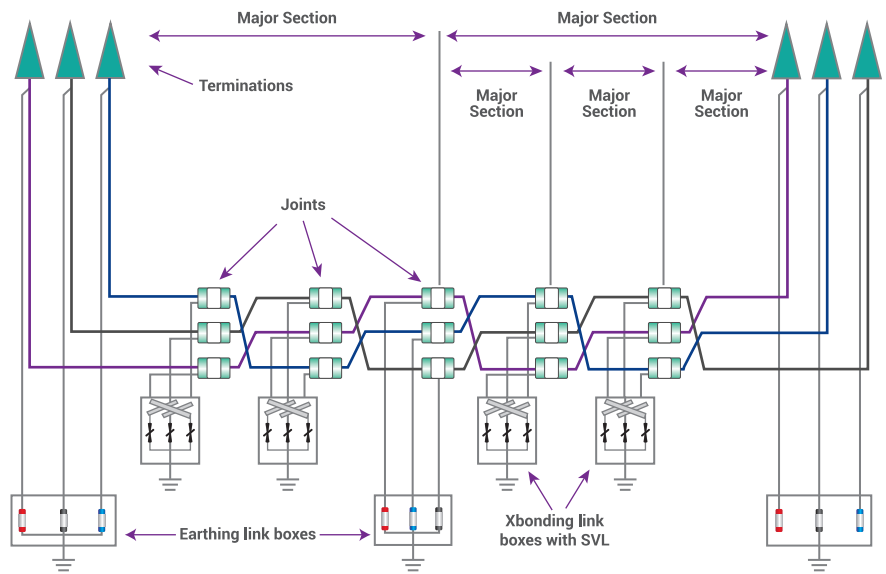 Major Section
Major Section
Terminations
Major
Section
Major
Section
Major
Section
Joints
Earthing link boxes
Xbonding link
boxes with SVL